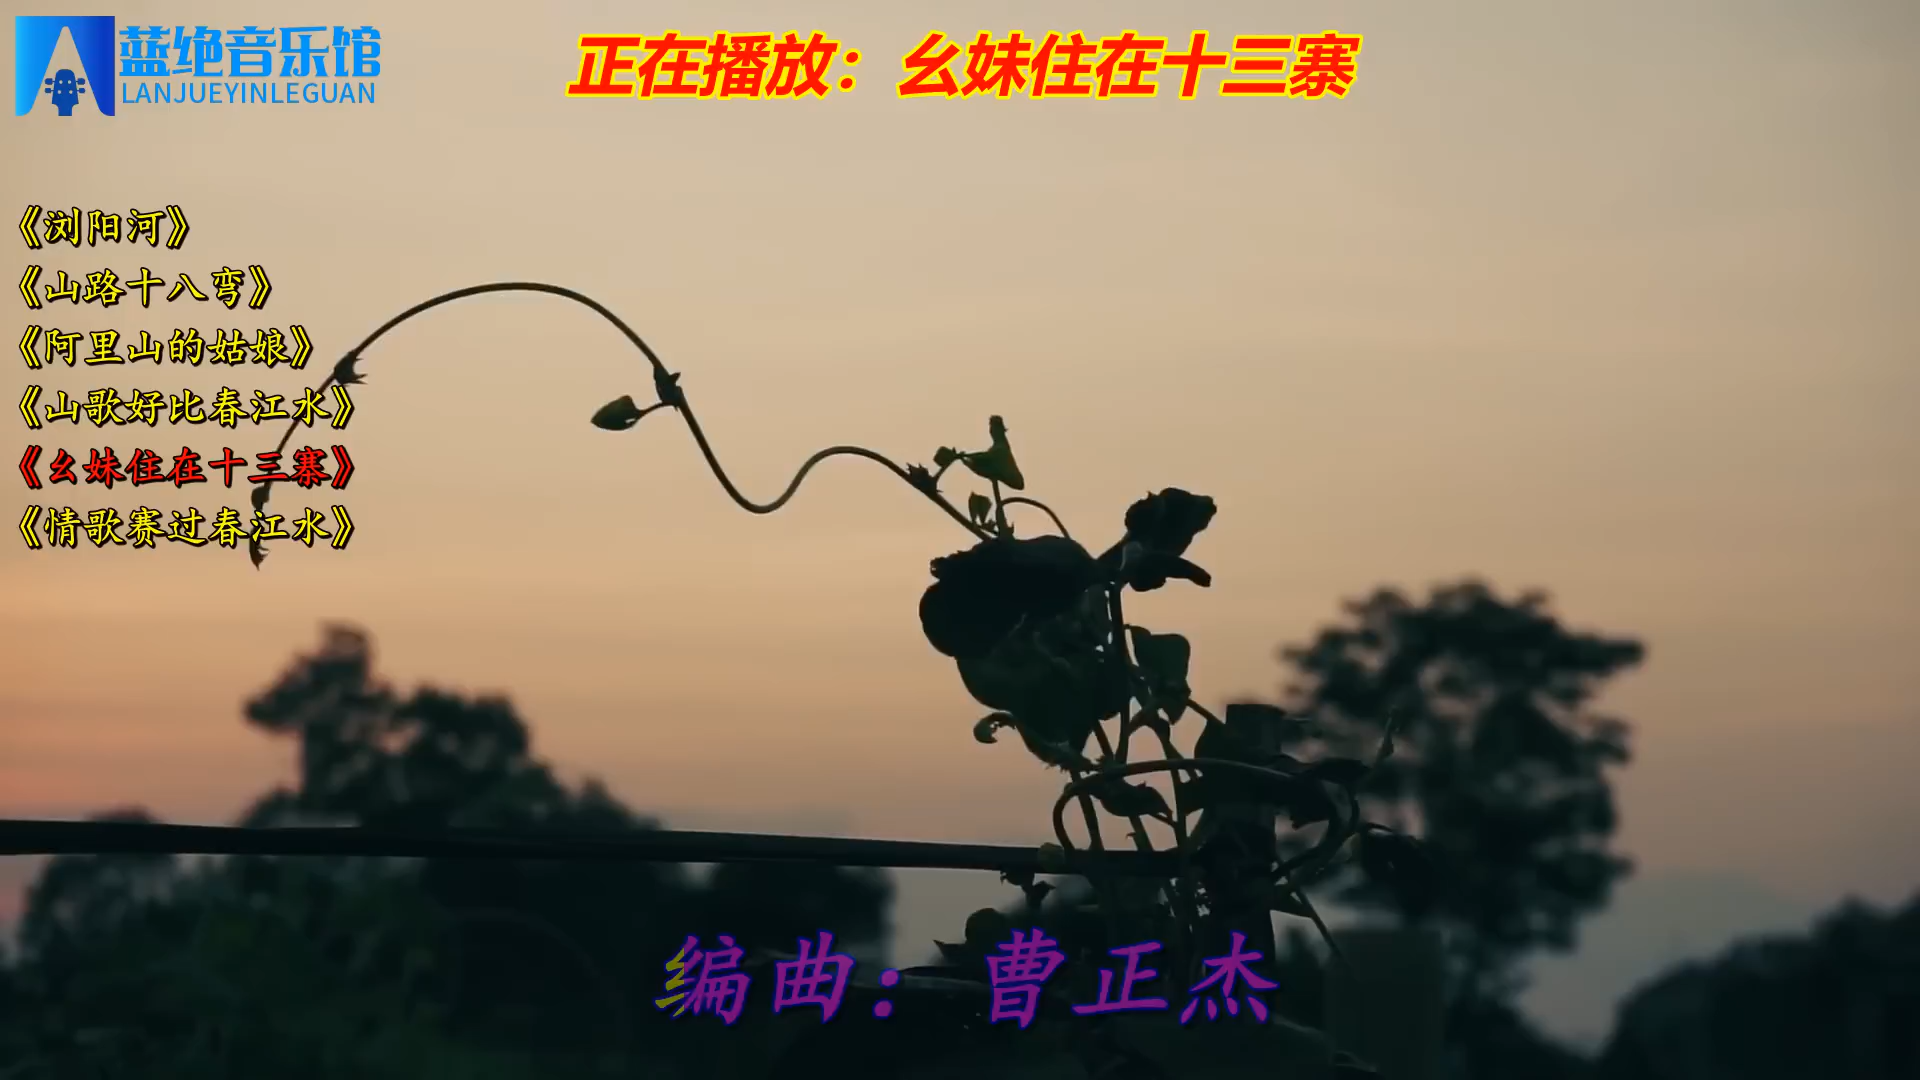 蓝绝音乐馆
LANJUEYINLEGUAN
正在播放：幺妹住在十三寨
《浏阳河》
《山路十八弯》
《阿里山的姑娘》
《山歌好比春江水》
《幺妹住在十三寨》
《情歌赛过春江水》
编曲：曹正杰